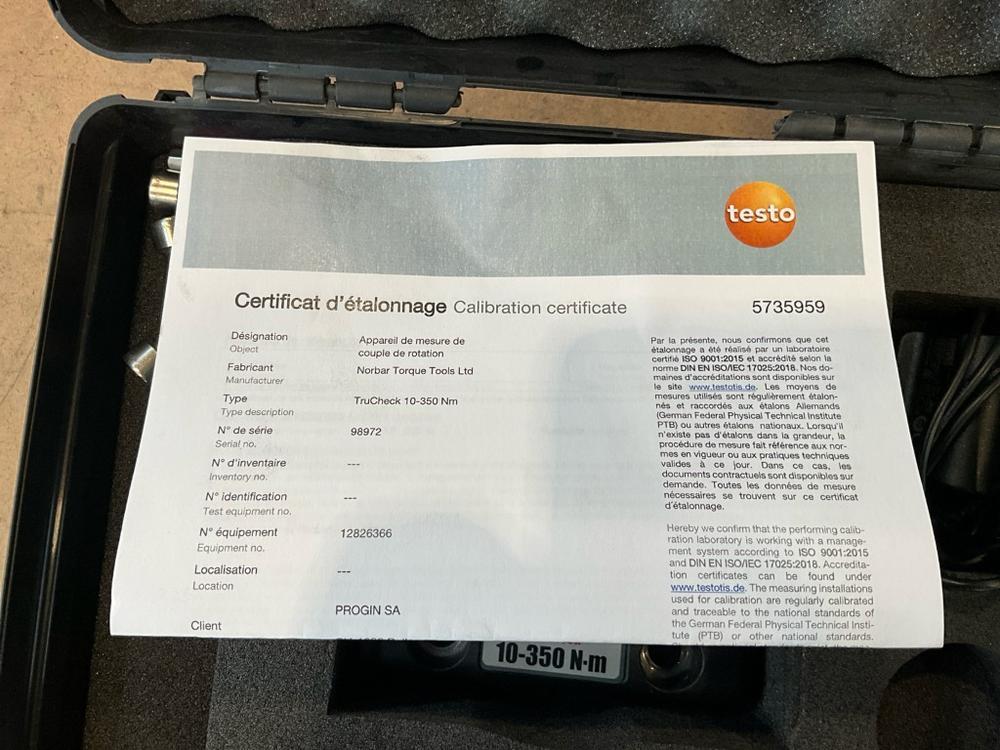 testo
Certificat d'étalonnage Calibration certificate
5735959
Désignation
Object
Appareil de mesure de
couple de rotation
Fabricant
Manufacturer
Norbar Torque Tools Ltd
Type
Type description
TruCheck 10-350 Nm
N° de série
Serial no.
98972
N° d'inventaire
Inventory no.
---
N° identification
Test equipment no.
---
N° équipement
Equipment no.
12826366
Localisation
Location
---
Client
PROGIN SA
Par la présente, nous confirmons que cet
étalonnage a été réalisé par un laboratoire
certifié ISO 9001:2015 et accrédité selon la
norme DIN EN ISO/IEC 17025:2018. Nos do-
maines d'accréditations sont disponibles sur
le site www.testotis.de. Les moyens de
mesures utilisés sont régulièrement étalon-
nés et raccordés aux étalons Allemands
(German Federal Physical Technical Institute
PTB) ou autres étalons nationaux. Lorsqu'il
n'existe pas d'étalons dans la grandeur, la
procédure de mesure fait référence aux nor-
mes en vigueur ou aux pratiques techniques
valides à ce jour. Dans ce cas, les
documents contractuels sont disponibles sur
demande. Toutes les données de mesure
nécessaires se trouvent sur ce certificat
d'étalonnage.
Hereby we confirm that the performing calib-
ration laboratory is working with a manage-
ment system according to ISO 9001:2015
and DIN EN ISO/IEC 17025:2018. Accredita-
tion certificates can be found under
www.testotis.de. The measuring installations
used for calibration are regularly calibrated
and traceable to the national standards of
the German Federal Physical Technical Insti-
tute (PTB) or other national standards.
10-350 N·m